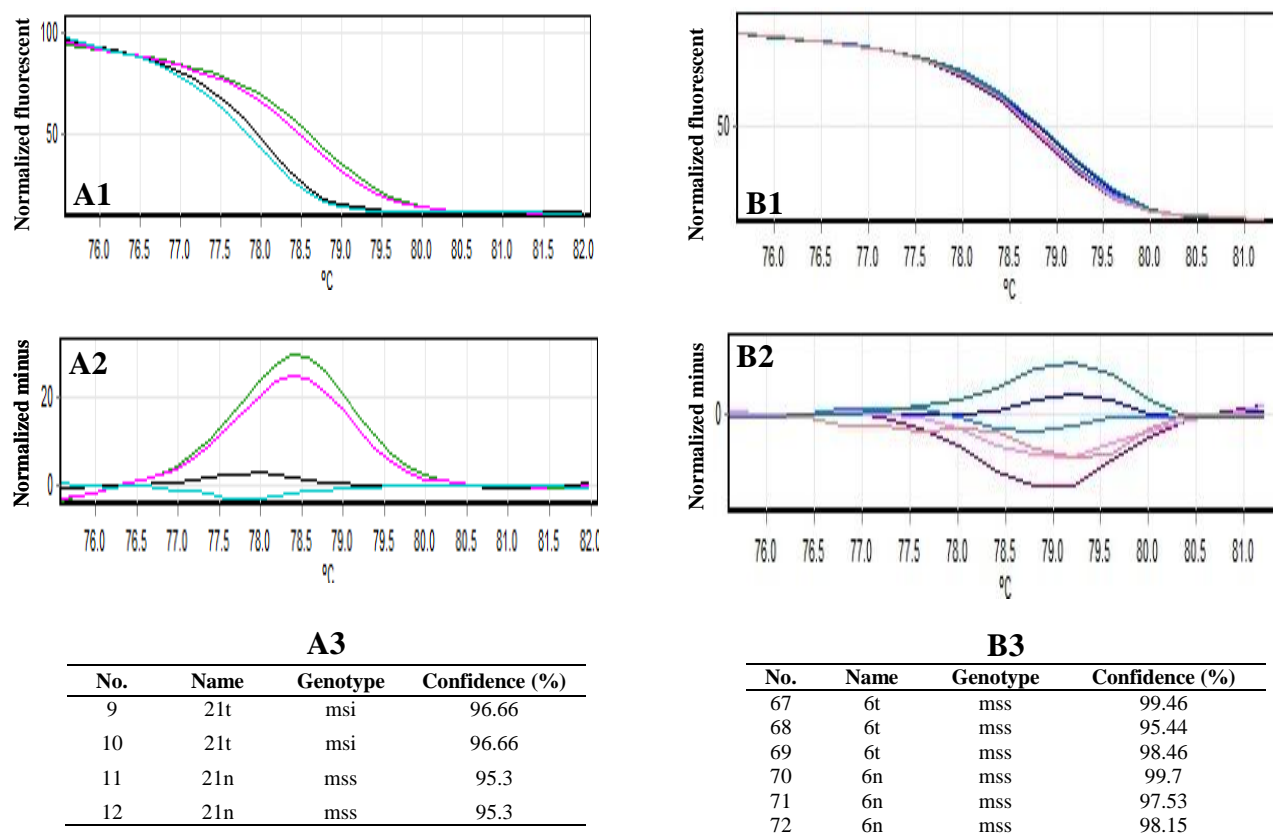 Normalized fluorescent
100
50
A1
76.0 76.5 77.0 77.5 78.0 78.5 79.0 79.5 80.0 80.5 81.0 81.5 82.0
ºC
Normalized fluorescent
50
B1
76.0 76.5 77.0 77.5 78.0 78.5 79.0 79.5 80.0 80.5 81.0
ºC
Normalized minus
A2
20
0
76.0 76.5 77.0 77.5 78.0 78.5 79.0 79.5 80.0 80.5 81.0 81.5 82.0
ºC
Normalized minus
B2
0
76.0 76.5 77.0 77.5 78.0 78.5 79.0 79.5 80.0 80.5 81.0
ºC
A3
No. Name Genotype Confidence (%)
9 21t msi 96.66
10 21t msi 96.66
11 21n mss 95.3
12 21n mss 95.3
B3
No. Name Genotype Confidence (%)
67 6t mss 99.46
68 6t mss 95.44
69 6t mss 98.46
70 6n mss 99.7
71 6n mss 97.53
72 6n mss 98.15